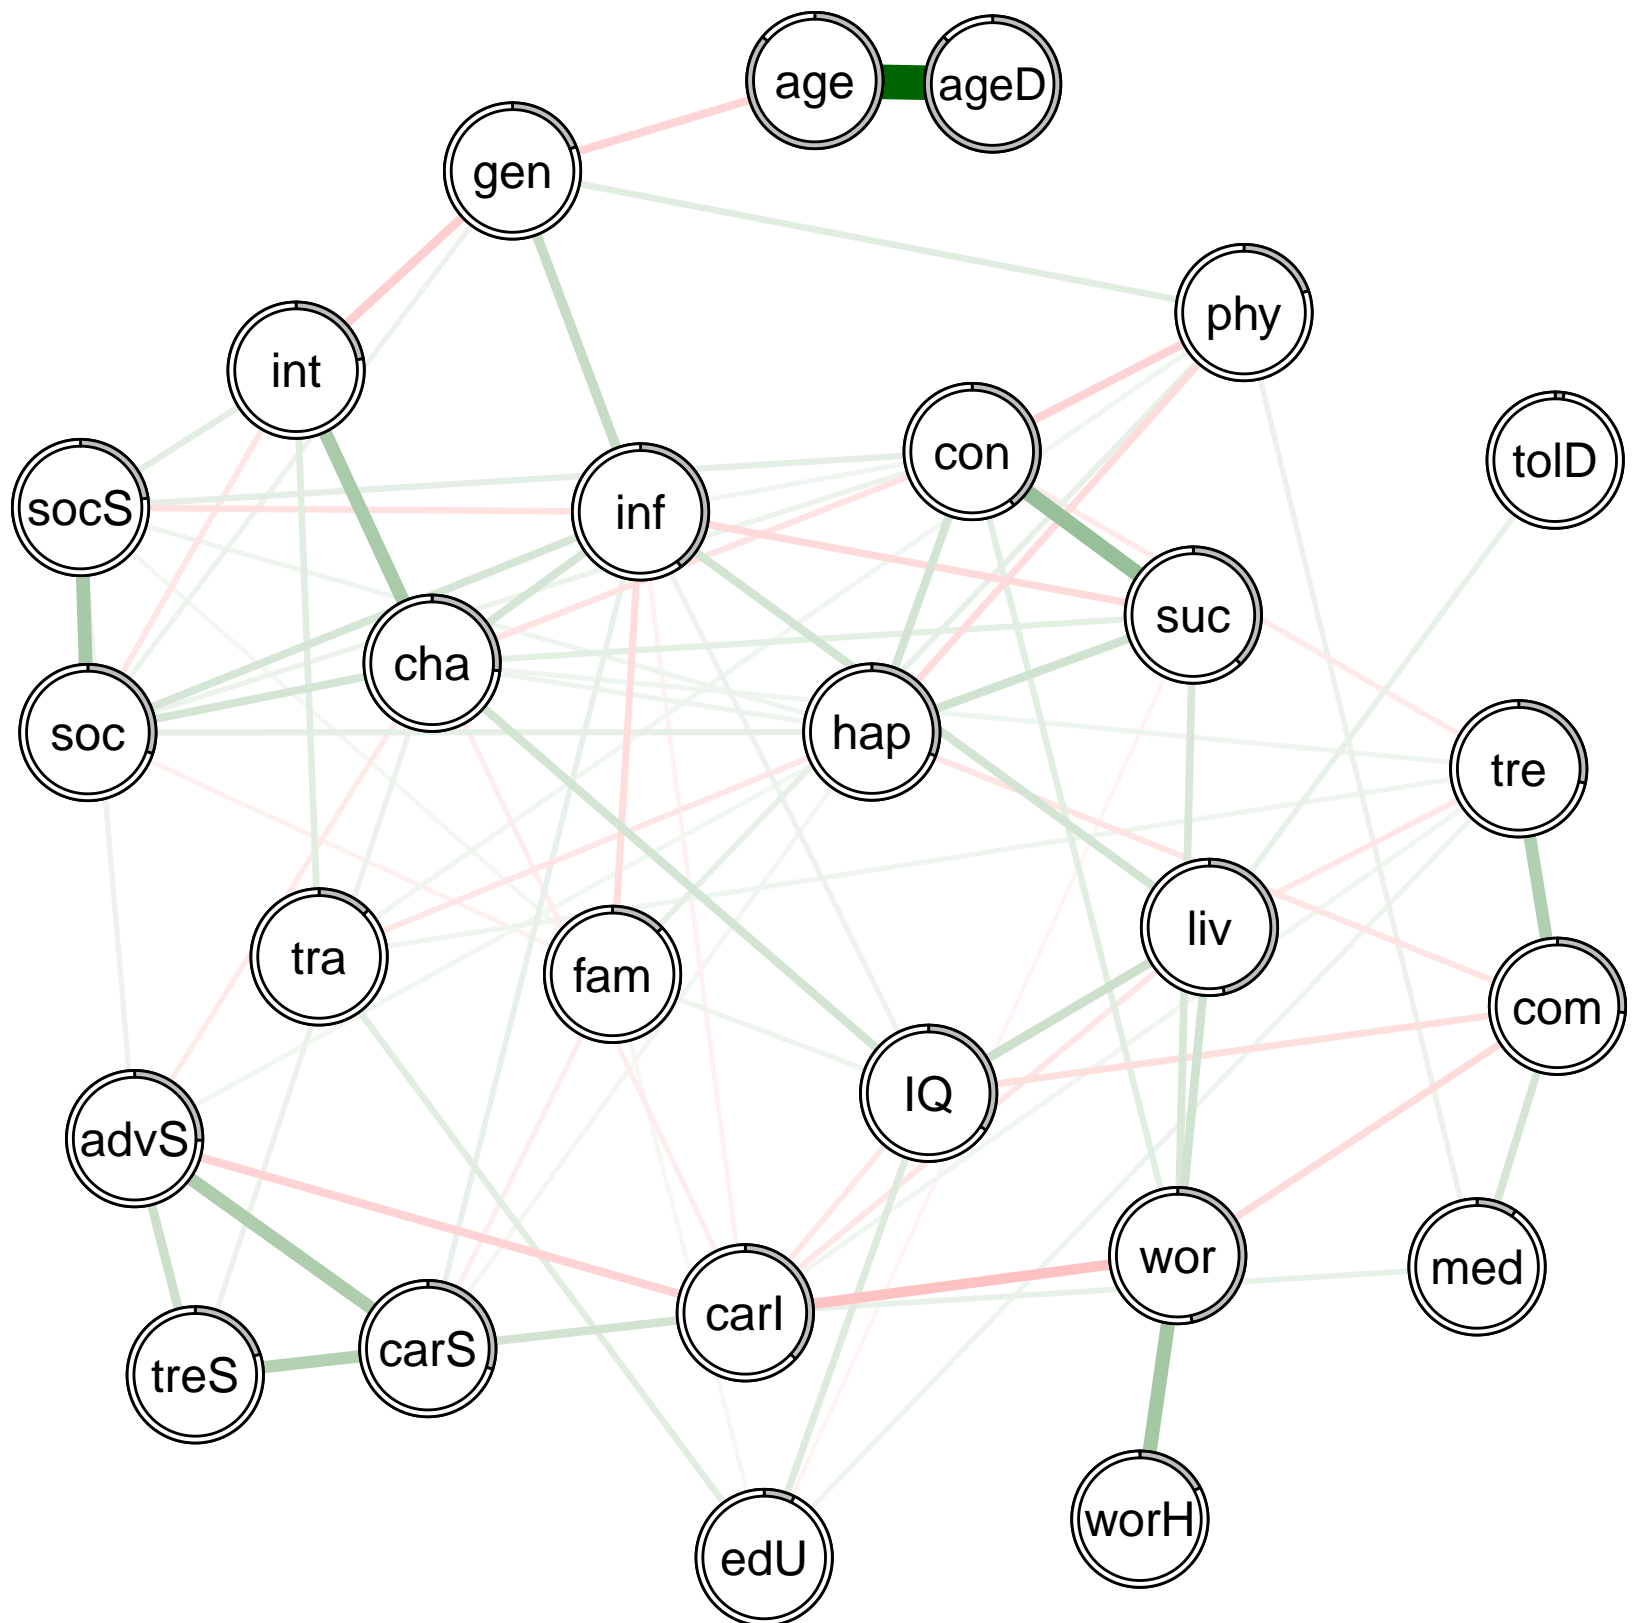 age
ageD
gen
phy
int
con
tolD
socS
inf
suc
cha
soc
hap
tre
liv
tra
fam
com
IQ
advS
wor
med
carI
carS
treS
worH
edU